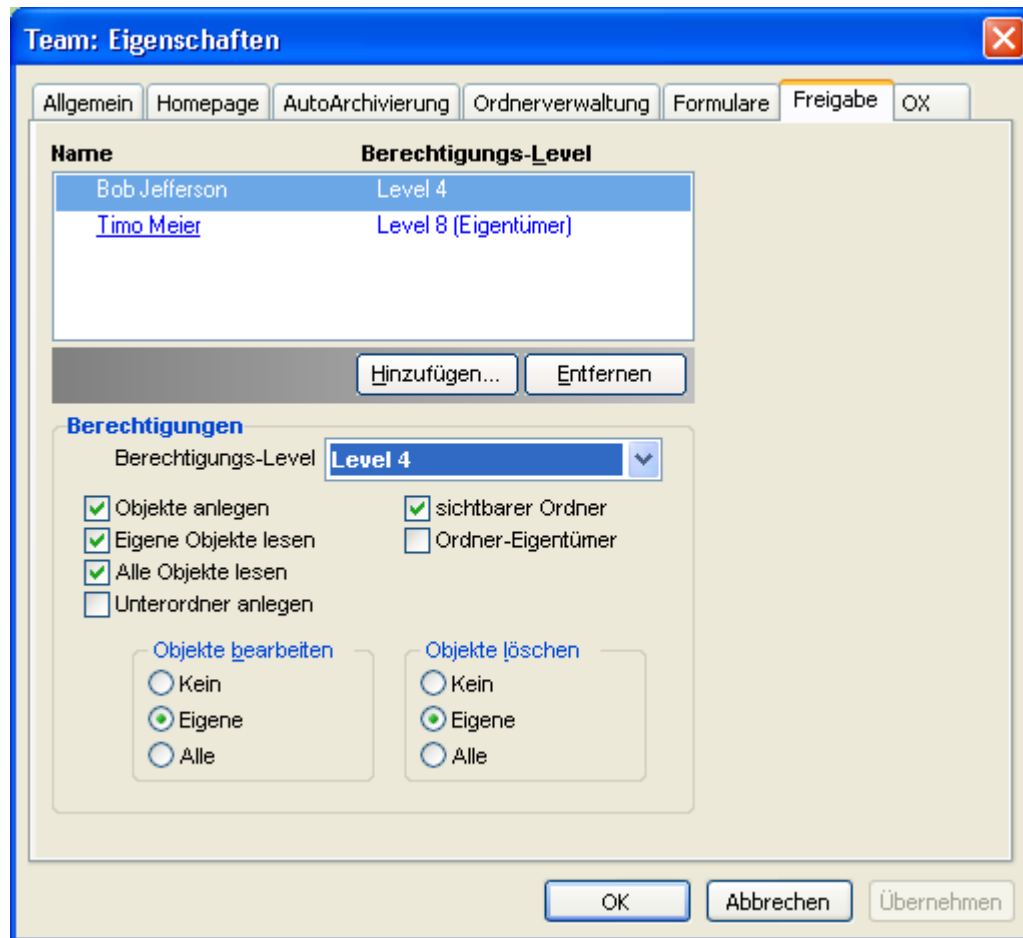 Team: Eigenschaften
Allgemein Homepage AutoArchivierung Ordnerverwaltung Formulare Freigabe OX
Name Berechtigungs-Level
Bob Jefferson Level 4
Timo Meier Level 8 (Eigentümer)
Hinzufügen... Entfernen
Berechtigungen
Berechtigungs-Level Level 4
Objekte anlegen sichtbarer Ordner
Eigene Objekte lesen Ordner-Eigentümer
Alle Objekte lesen
Unterordner anlegen
Objekte bearbeiten Objekte löschen
Kein Kein
Eigene Eigene
Alle Alle
OK Abbrechen Übernehmen